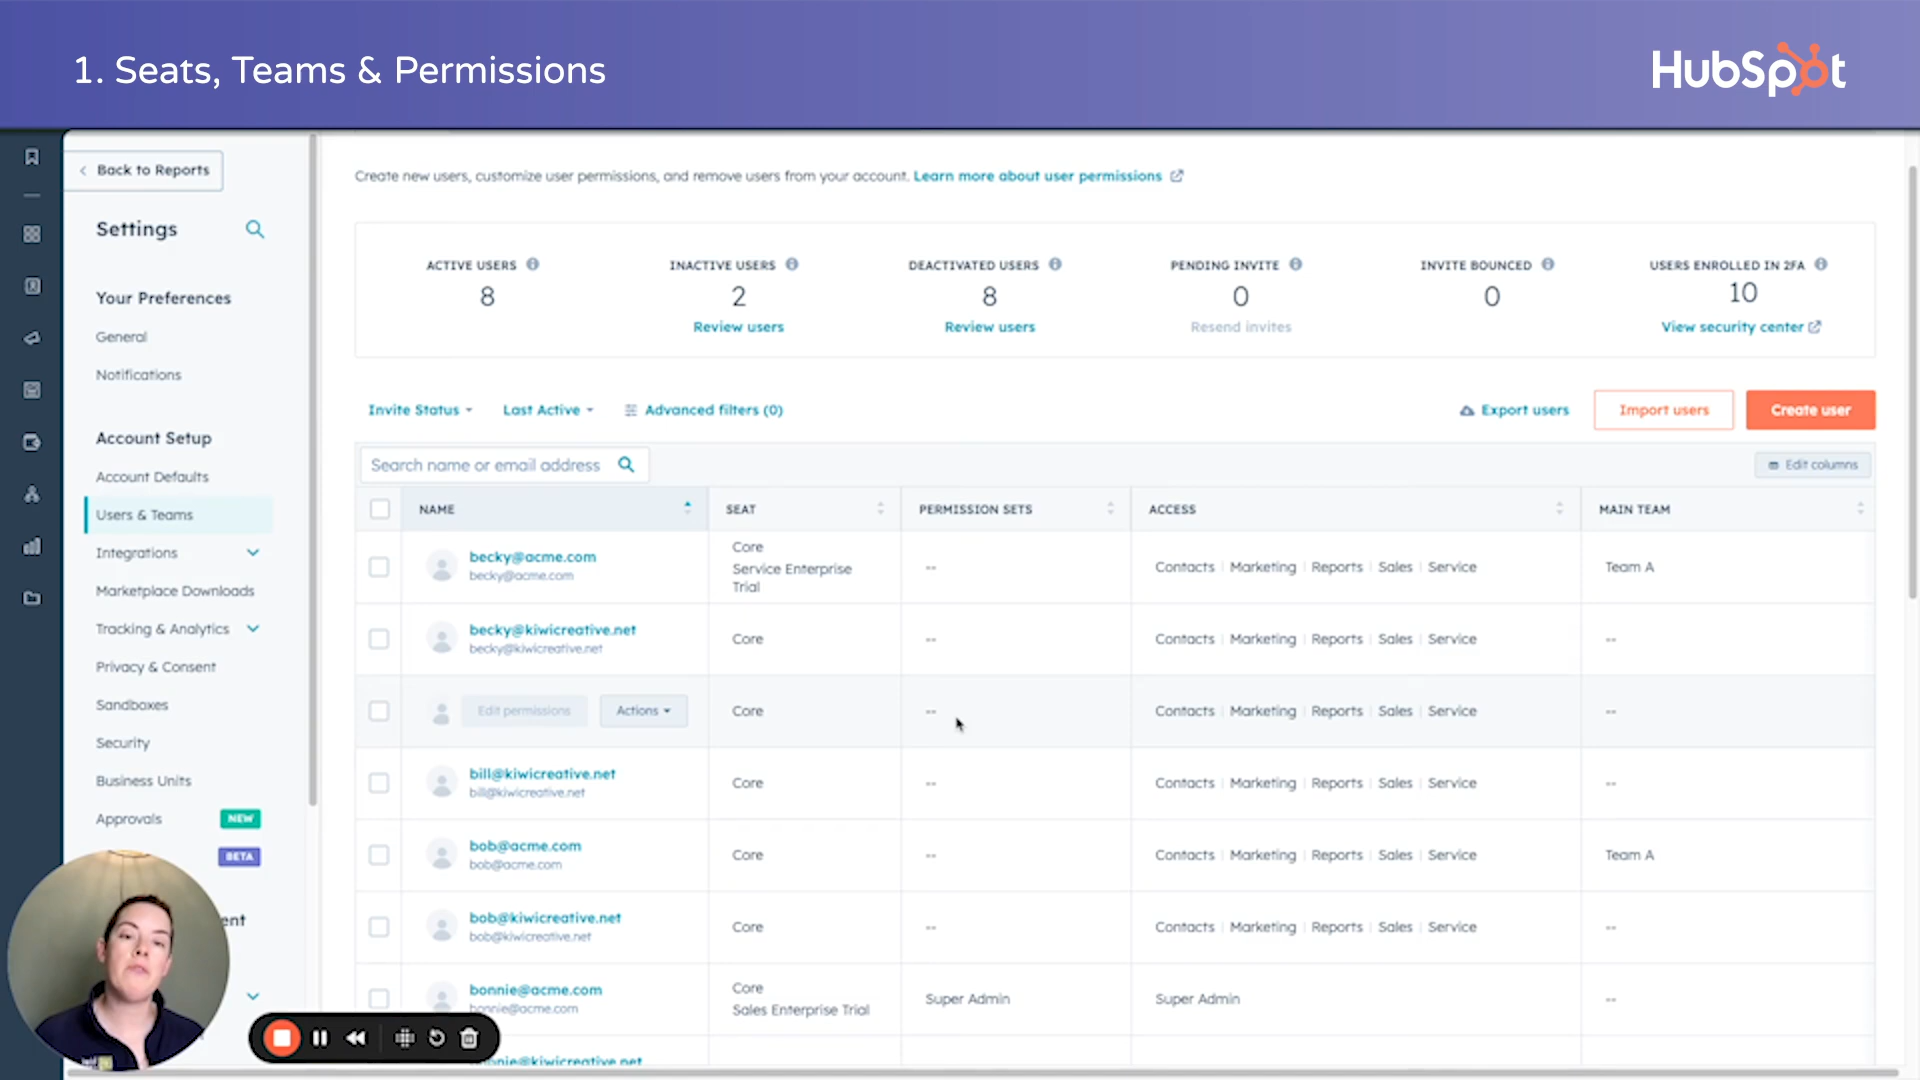 1. Seats, Teams & Permissions
HubSpot
Back to Reports
Settings
Your Preferences
General
Notifications
Account Setup
Account Defaults
Users & Teams
Integrations
Marketplace Downloads
Tracking & Analytics
Privacy & Consent
Sandboxes
Security
Business Units
Approvals NEW
BETA
ent
Create new users, customize user permissions, and remove users from your account. Learn more about user permissions
ACTIVE USERS
8
INACTIVE USERS
2
Review users
DEACTIVATED USERS
8
Review users
PENDING INVITE
0
Resend invites
INVITE BOUNCED
0
USERS ENROLLED IN 2FA
10
View security center
Invite Status Last Active Advanced filters (0) Export users Import users Create user
Search name or email address Edit columns
NAME SEAT PERMISSION SETS ACCESS MAIN TEAM
becky@acme.com
becky@acme.com
Core
Service Enterprise
Trial
--
Contacts Marketing Reports Sales Service
Team A
becky@kiwicreative.net
becky@kiwicreative.net
Core
--
Contacts Marketing Reports Sales Service
--
Edit permissions Actions
Core
--
Contacts Marketing Reports Sales Service
--
bill@kiwicreative.net
bill@kiwicreative.net
Core
--
Contacts Marketing Reports Sales Service
--
bob@acme.com
bob@acme.com
Core
--
Contacts Marketing Reports Sales Service
Team A
bob@kiwicreative.net
bob@kiwicreative.net
Core
--
Contacts Marketing Reports Sales Service
--
bonnie@acme.com
bonnie@acme.com
Core
Sales Enterprise Trial
Super Admin
Super Admin
--
nnie@kiwicreative.net